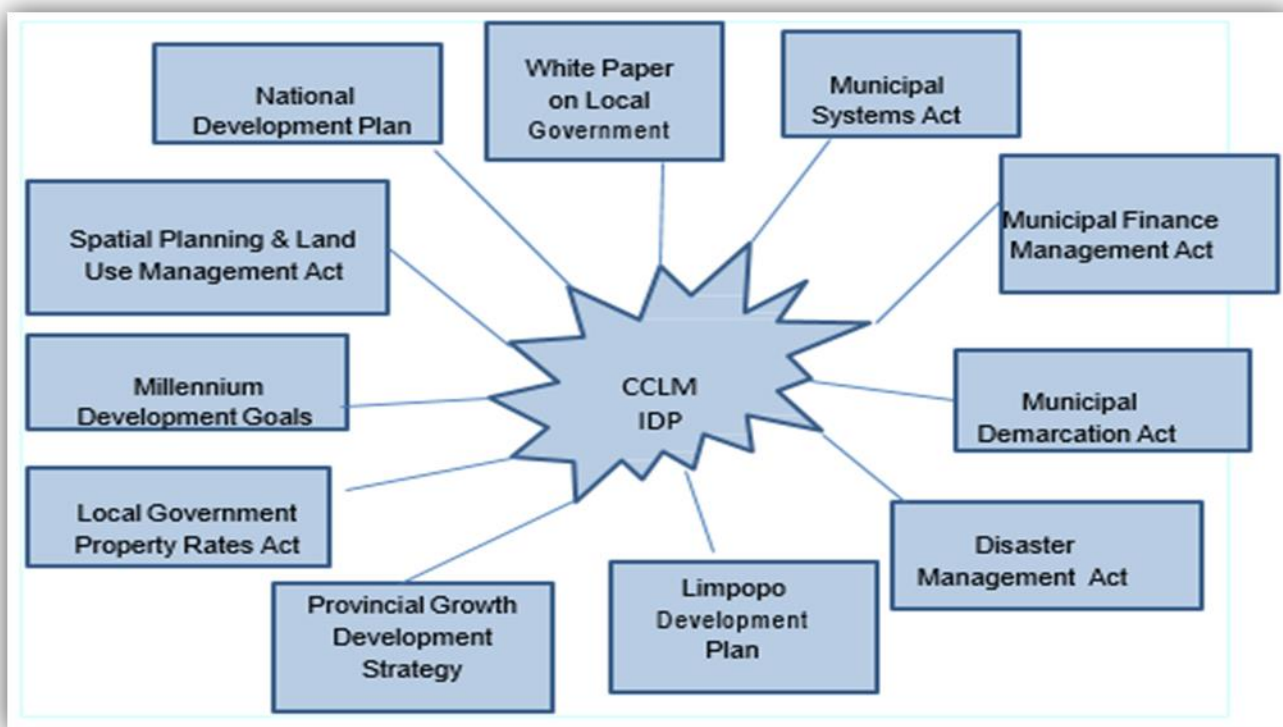 National
Development Plan
White Paper
on Local
Government
Municipal
Systems Act
Municipal Finance
Management Act
Spatial Planning & Land
Use Management Act
Millennium
Development Goals
CCLM
IDP
Municipal
Demarcation Act
Local Government
Property Rates Act
Disaster
Management Act
Provincial Growth
Development
Strategy
Limpopo
Development
Plan